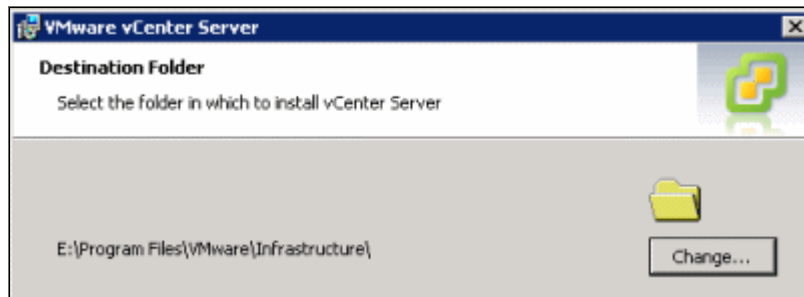 VMware vCenter Server
Destination Folder
Select the folder in which to install vCenter Server
E:\Program Files\VMware\Infrastructure\
Change...